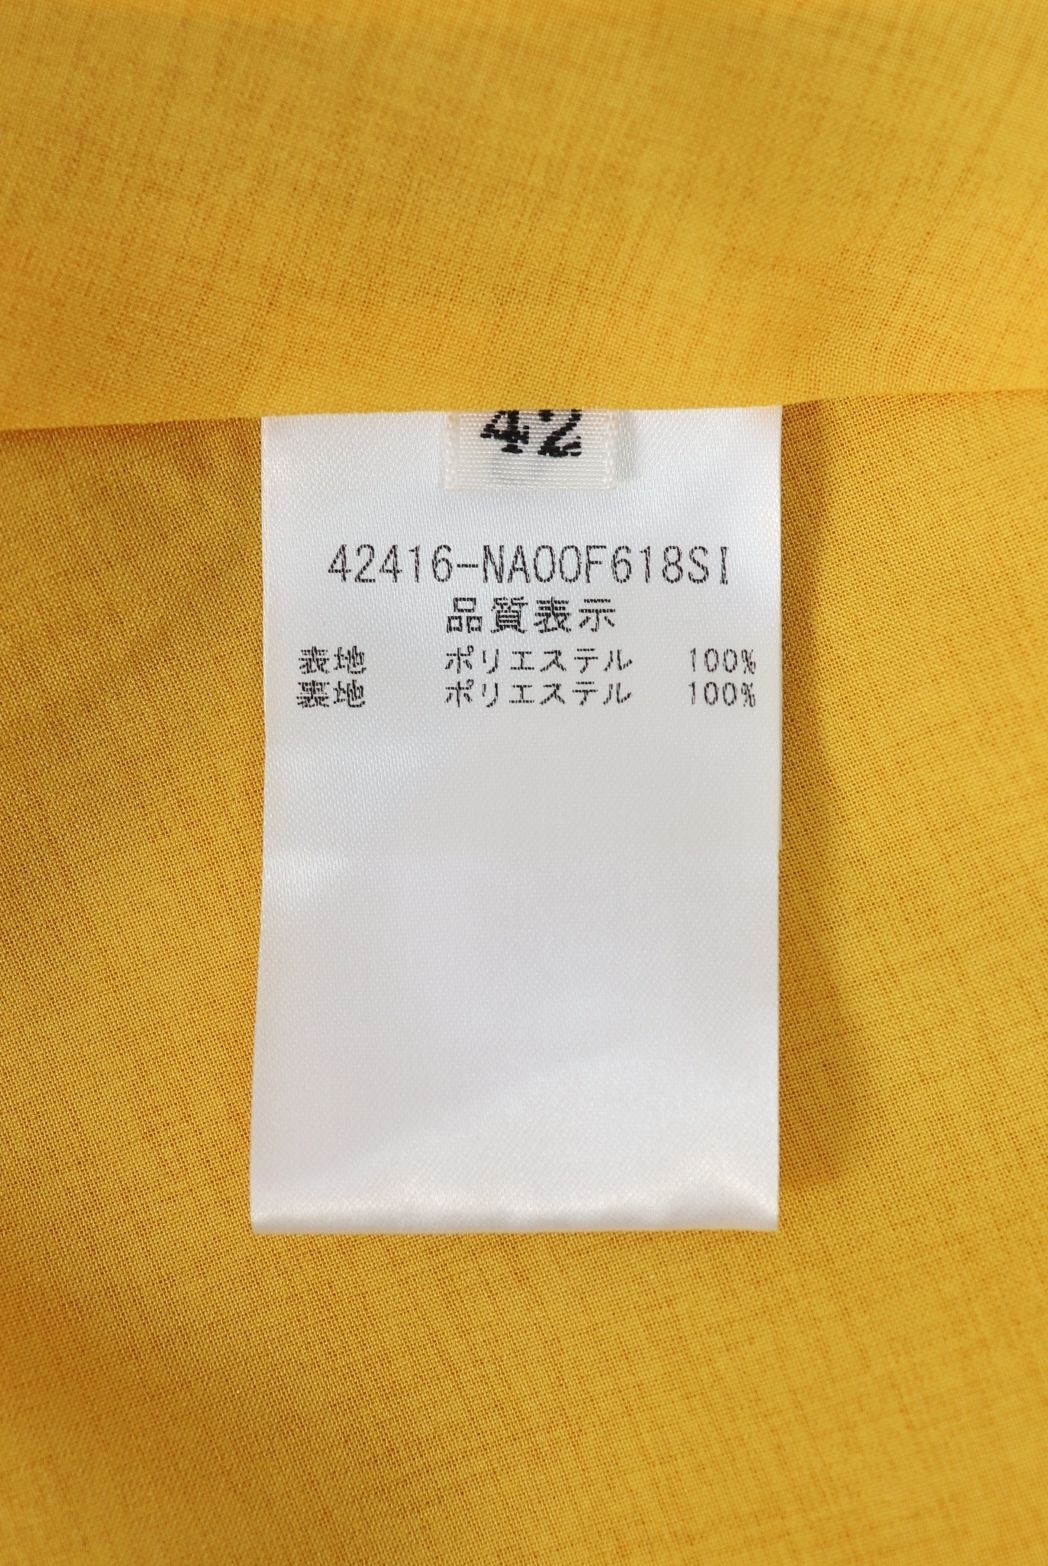 42
42416-NA00F618SI
品質表示
表地 ポリエステル 100%
裏地 ポリエステル 100%